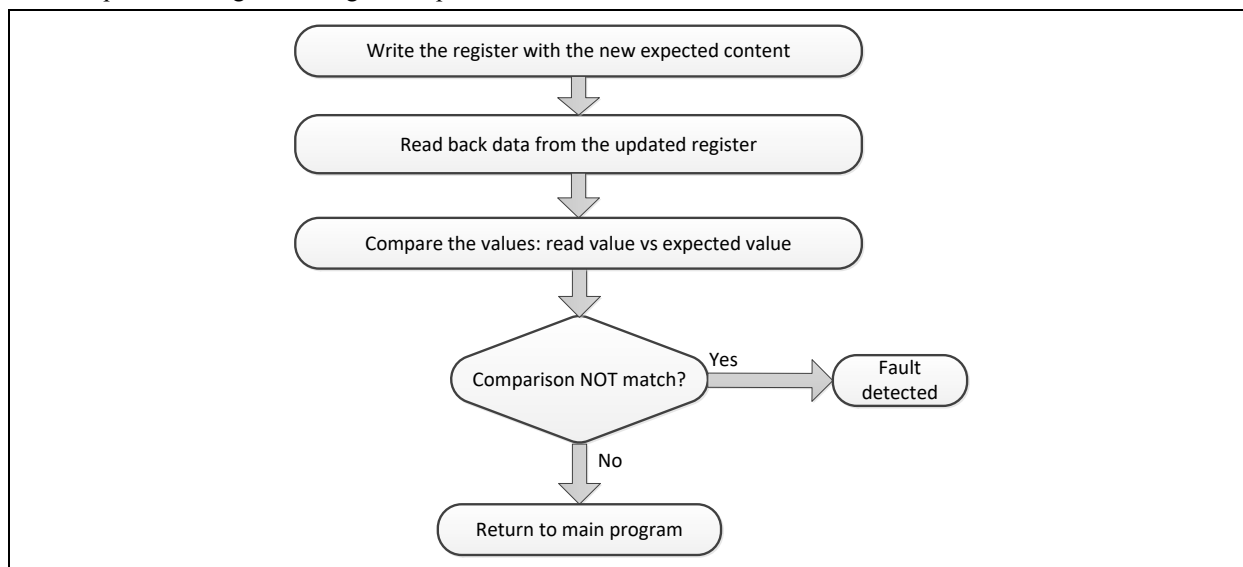 Write the register with the new expected content
Read back data from the updated register
Compare the values: read value vs expected value
Comparison NOT match?
Yes
Fault
detected
No
Return to main program